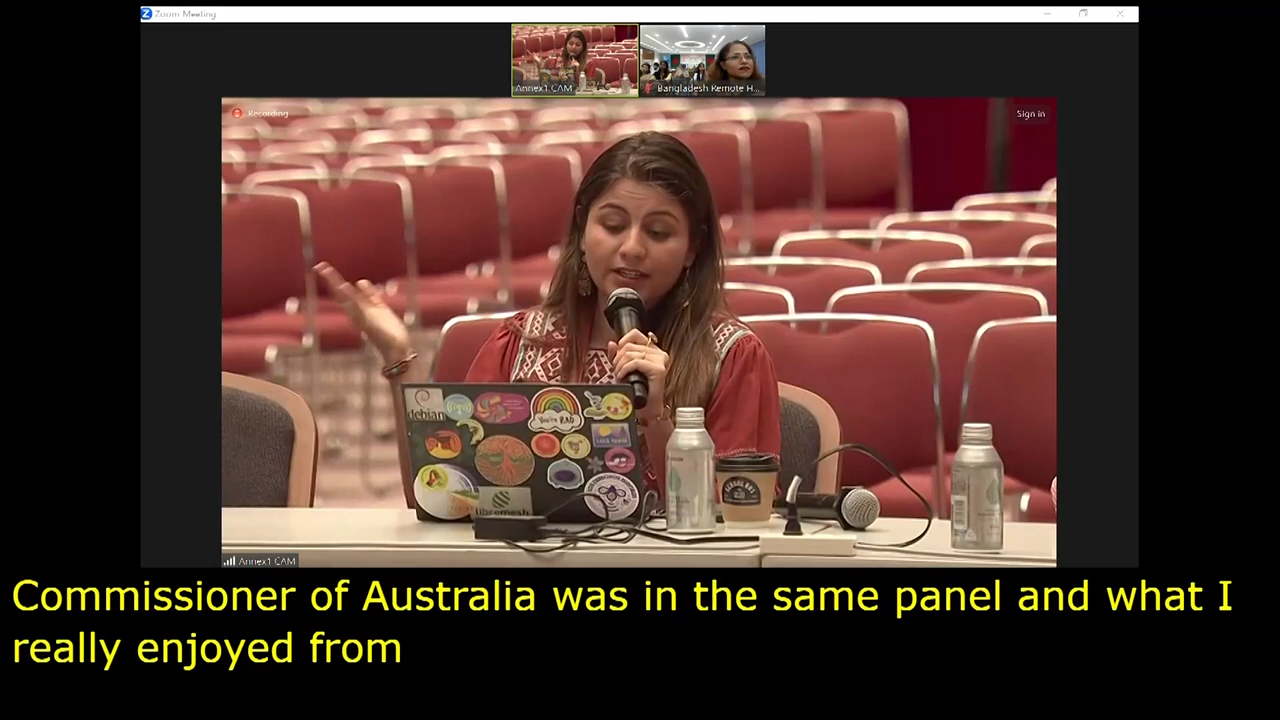 Zoom Meeting
Annex1 CAM
Bangladesh Remote H...
Recording
Sign in
debian
YOU'RE RAD
libremesh
Annex1 CAM
Commissioner of Australia was in the same panel and what I
really enjoyed from